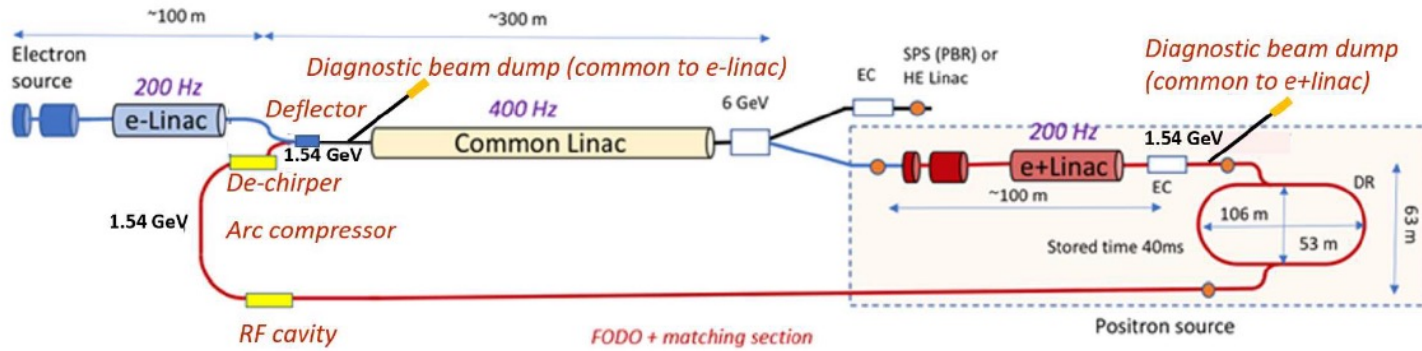 ~100 m
~300 m
Electron
source
200 Hz
e-Linac
Deflector
Diagnostic beam dump (common to e-linac)
400 Hz
Common Linac
1.54 GeV
6 GeV
EC
SPS (PBR) or
HE Linac
Diagnostic beam dump
(common to e+linac)
200 Hz
e+Linac
1.54 GeV
EC
~100 m
DR
106 m
53 m
63 m
Stored time 40ms
De-chirper
1.54 GeV
Arc compressor
RF cavity
FODO + matching section
Positron source